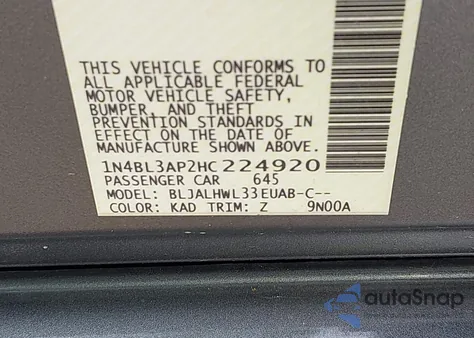 THIS VEHICLE CONFORMS TO
ALL APPLICABLE FEDERAL
MOTOR VEHICLE SAFETY,
BUMPER, AND THEFT
PREVENTION STANDARDS IN
EFFECT ON THE DATE OF
MANUFACTURE SHOWN ABOVE.
1N4BL3AP2HC224920
PASSENGER CAR 645
MODEL: BLJALHWL33EUAB-C--
COLOR: KAD TRIM: Z 9N00A
autoSnap